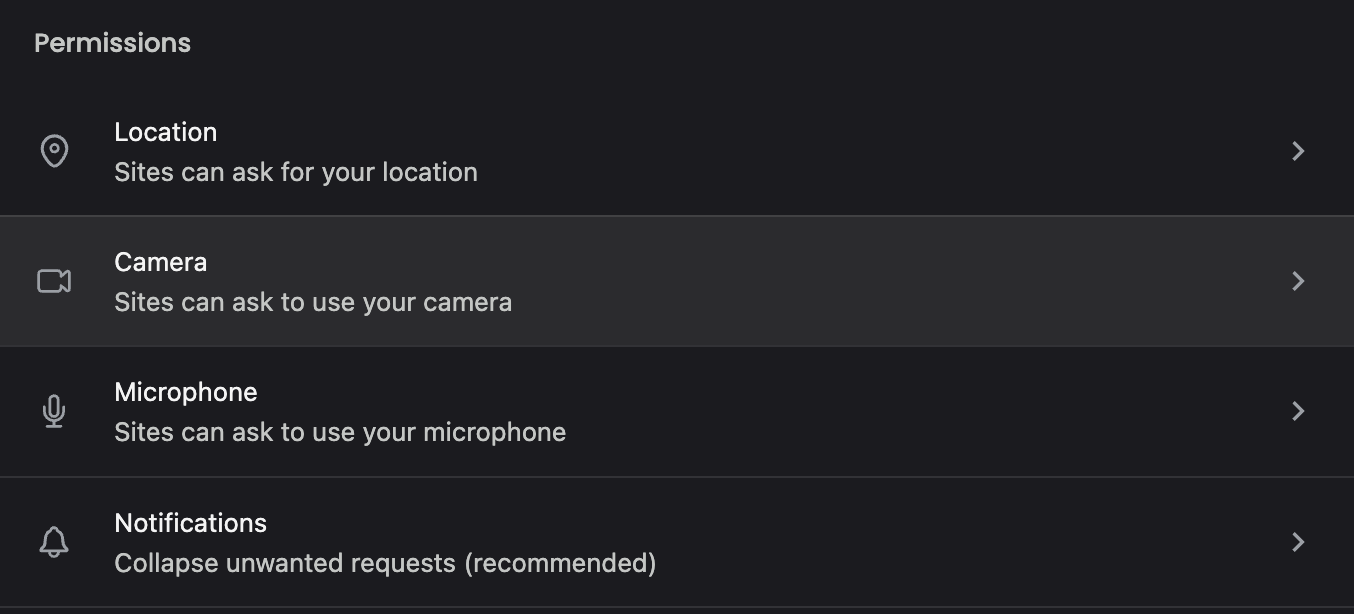 Permissions
Location
Sites can ask for your location
Camera
Sites can ask to use your camera
Microphone
Sites can ask to use your microphone
Notifications
Collapse unwanted requests (recommended)